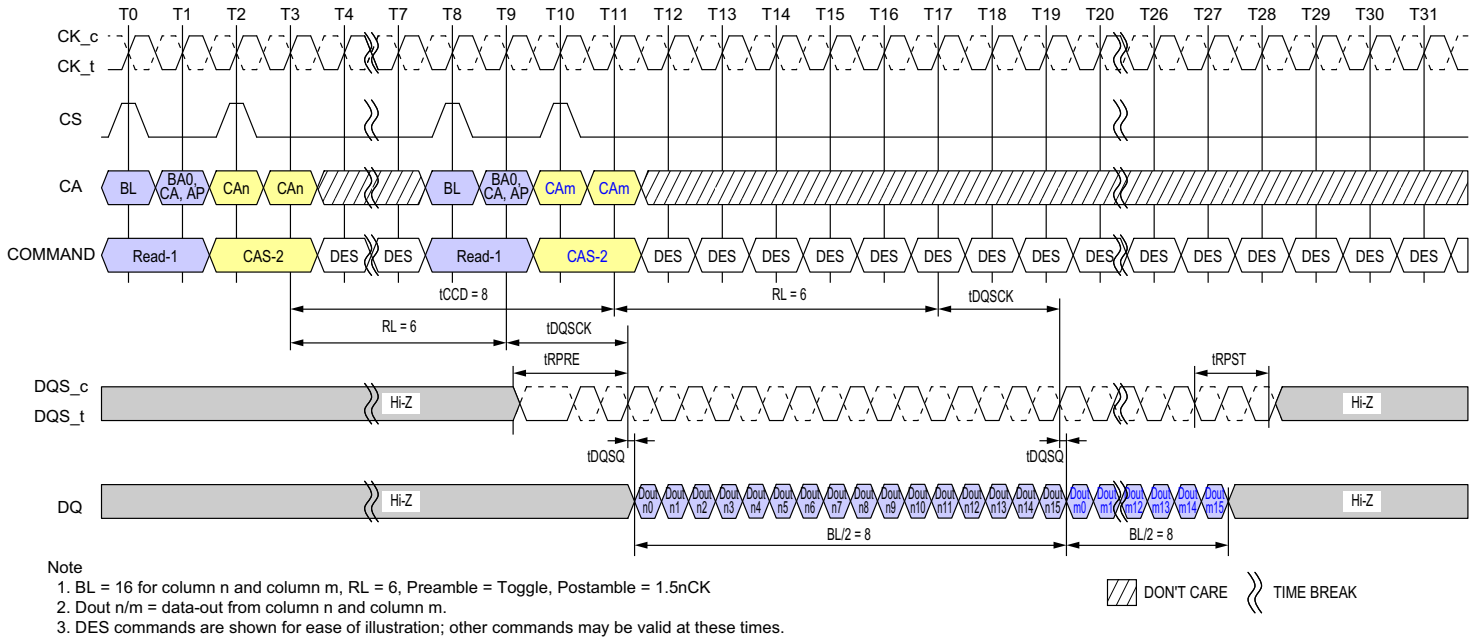 T0 T1 T2 T3 T4 T7 T8 T9 T10 T11 T12 T13 T14 T15 T16 T17 T18 T19 T20 T26 T27 T28 T29 T30 T31
CK_c
CK_t
CS
CA BL BA0, CA, AP CAn CAn BL BA0, CA, AP CAm CAm
COMMAND Read-1 CAS-2 DES DES Read-1 CAS-2 DES DES DES DES DES DES DES DES DES DES DES DES DES DES DES
tCCD = 8 RL = 6 tDQSCK
RL = 6 tDQSCK
tRPRE tRPST
DQS_c
DQS_t
Hi-Z Hi-Z
tDQSQ tDQSQ
DQ Hi-Z Dout n0 Dout n1 Dout n2 Dout n3 Dout n4 Dout n5 Dout n6 Dout n7 Dout n8 Dout n9 Dout n10 Dout n11 Dout n12 Dout n13 Dout n14 Dout n15 Dout m0 Dout m1 Dout m12 Dout m13 Dout m14 Dout m15 Hi-Z
BL/2 = 8 BL/2 = 8
Note
1. BL = 16 for column n and column m, RL = 6, Preamble = Toggle, Postamble = 1.5nCK
2. Dout n/m = data-out from column n and column m.
3. DES commands are shown for ease of illustration; other commands may be valid at these times.
DON'T CARE TIME BREAK